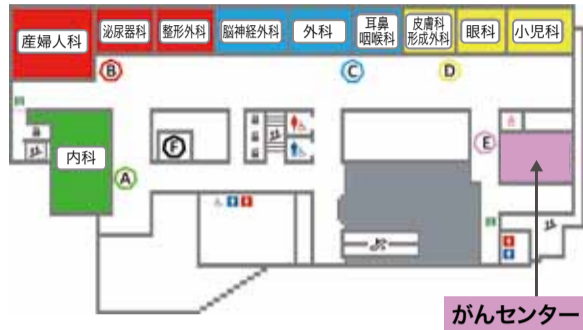 産婦人科
泌尿器科
整形外科
脳神経外科
外科
耳鼻
咽喉科
皮膚科
形成外科
眼科
小児科
B
C
D
F
E
内科
A
がんセンター